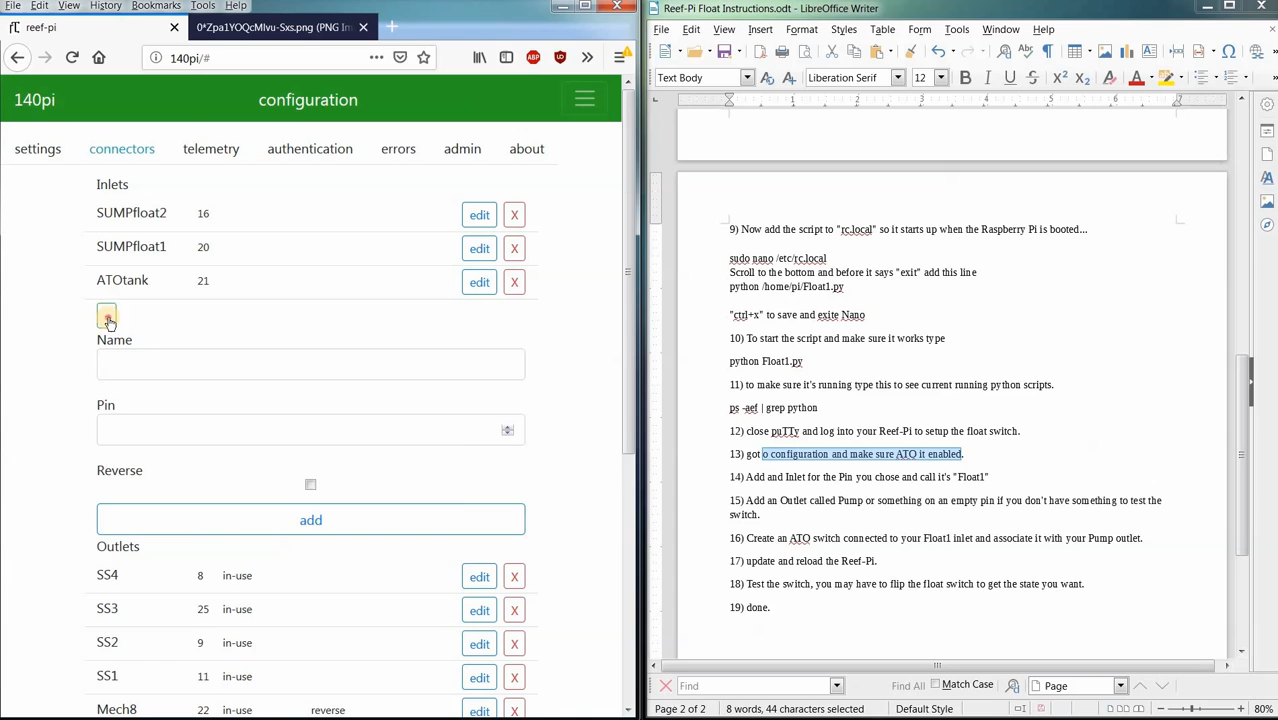 File Edit View History Bookmarks Tools Help
reef-pi
0*Zpa1YOQcMlvu-Sxs.png (PNG In
140pi/#
140pi
configuration
settings connectors telemetry authentication errors admin about
Inlets
SUMPfloat2 16 edit X
SUMPfloat1 20 edit X
ATOtank 21 edit X
Name
Pin
Reverse
add
Outlets
SS4 8 in-use edit X
SS3 25 in-use edit X
SS2 9 in-use edit X
SS1 11 in-use edit X
Mech8 22 in-use reverse edit X
Reef-Pi Float Instructions.odt - LibreOffice Writer
File Edit View Insert Format Styles Table Form Tools Window Help
Text Body Liberation Serif 12
1 2 3 4 5 6 7
9) Now add the script to "rc.local" so it starts up when the Raspberry Pi is booted...
sudo nano /etc/rc.local
Scroll to the bottom and before it says "exit" add this line
python /home/pi/Float1.py
"ctrl+x" to save and exite Nano
10) To start the script and make sure it works type
python Float1.py
11) to make sure it's running type this to see current running python scripts.
ps -aef | grep python
12) close puTTy and log into your Reef-Pi to setup the float switch.
13) got o configuration and make sure ATO it enabled.
14) Add and Inlet for the Pin you chose and call it's "Float1"
15) Add an Outlet called Pump or something on an empty pin if you don't have something to test the
switch.
16) Create an ATO switch connected to your Float1 inlet and associate it with your Pump outlet.
17) update and reload the Reef-Pi.
18) Test the switch, you may have to flip the float switch to get the state you want.
19) done.
Find Find All Match Case Page
Page 2 of 2 8 words, 44 characters selected Default Style 80%